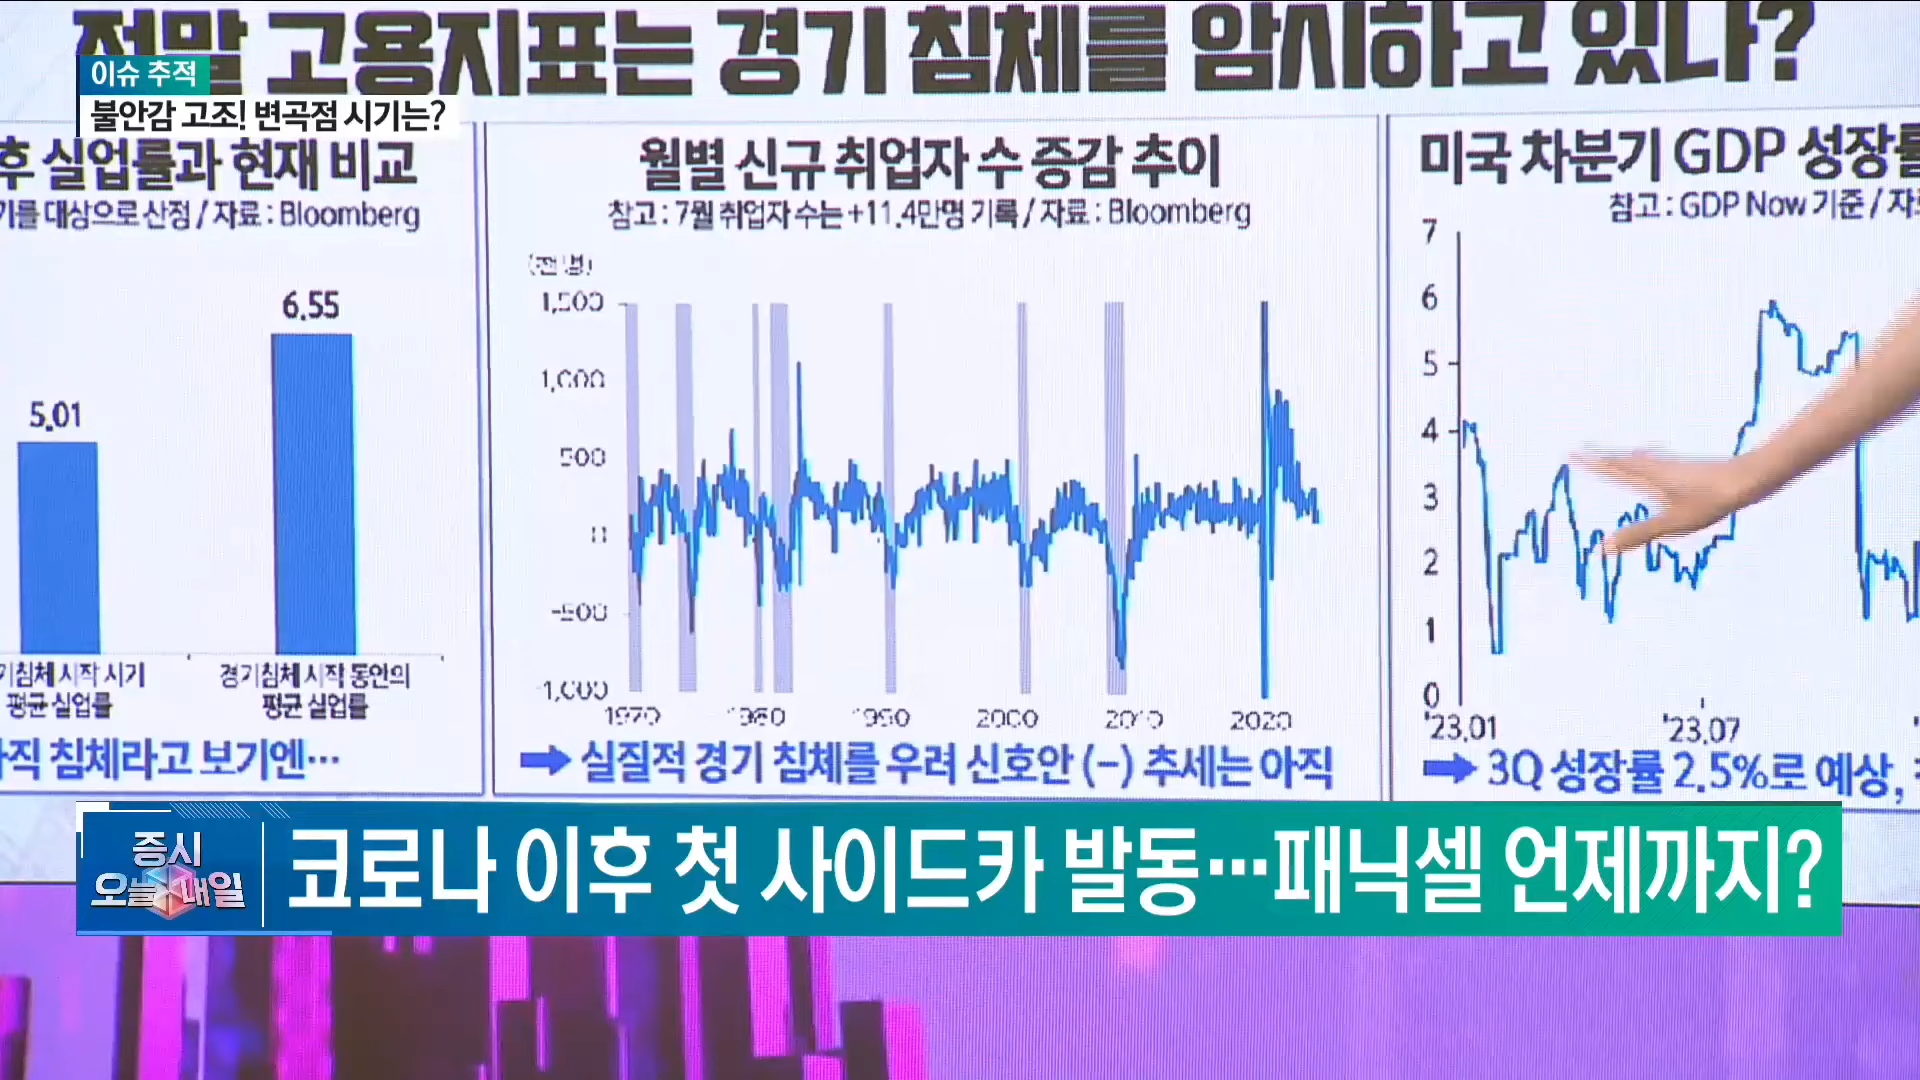 정말 고용지표는 경기 침체를 암시하고 있나?
이슈 추적
불안감 고조! 변곡점 시기는?
후 실업률과 현재 비교
기를 대상으로 산정 / 자료 : Bloomberg
6.55
5.01
기침체 시작 시기
평균 실업률
경기침체 시작 동안의
평균 실업률
아직 침체라고 보기엔…
월별 신규 취업자 수 증감 추이
참고 : 7월 취업자 수는 +11.4만명 기록 / 자료 : Bloomberg
(천 명)
1,500
1,000
500
0
-500
-1,000
1970 1980 1990 2000 2010 2020
➡ 실질적 경기 침체를 우려 신호안 (-) 추세는 아직
미국 차분기 GDP 성장률
참고 : GDP Now 기준 / 자료
7
6
5
4
3
2
1
0
'23.01 '23.07
➡ 3Q 성장률 2.5%로 예상,
증시
오늘 내일
코로나 이후 첫 사이드카 발동…패닉셀 언제까지?